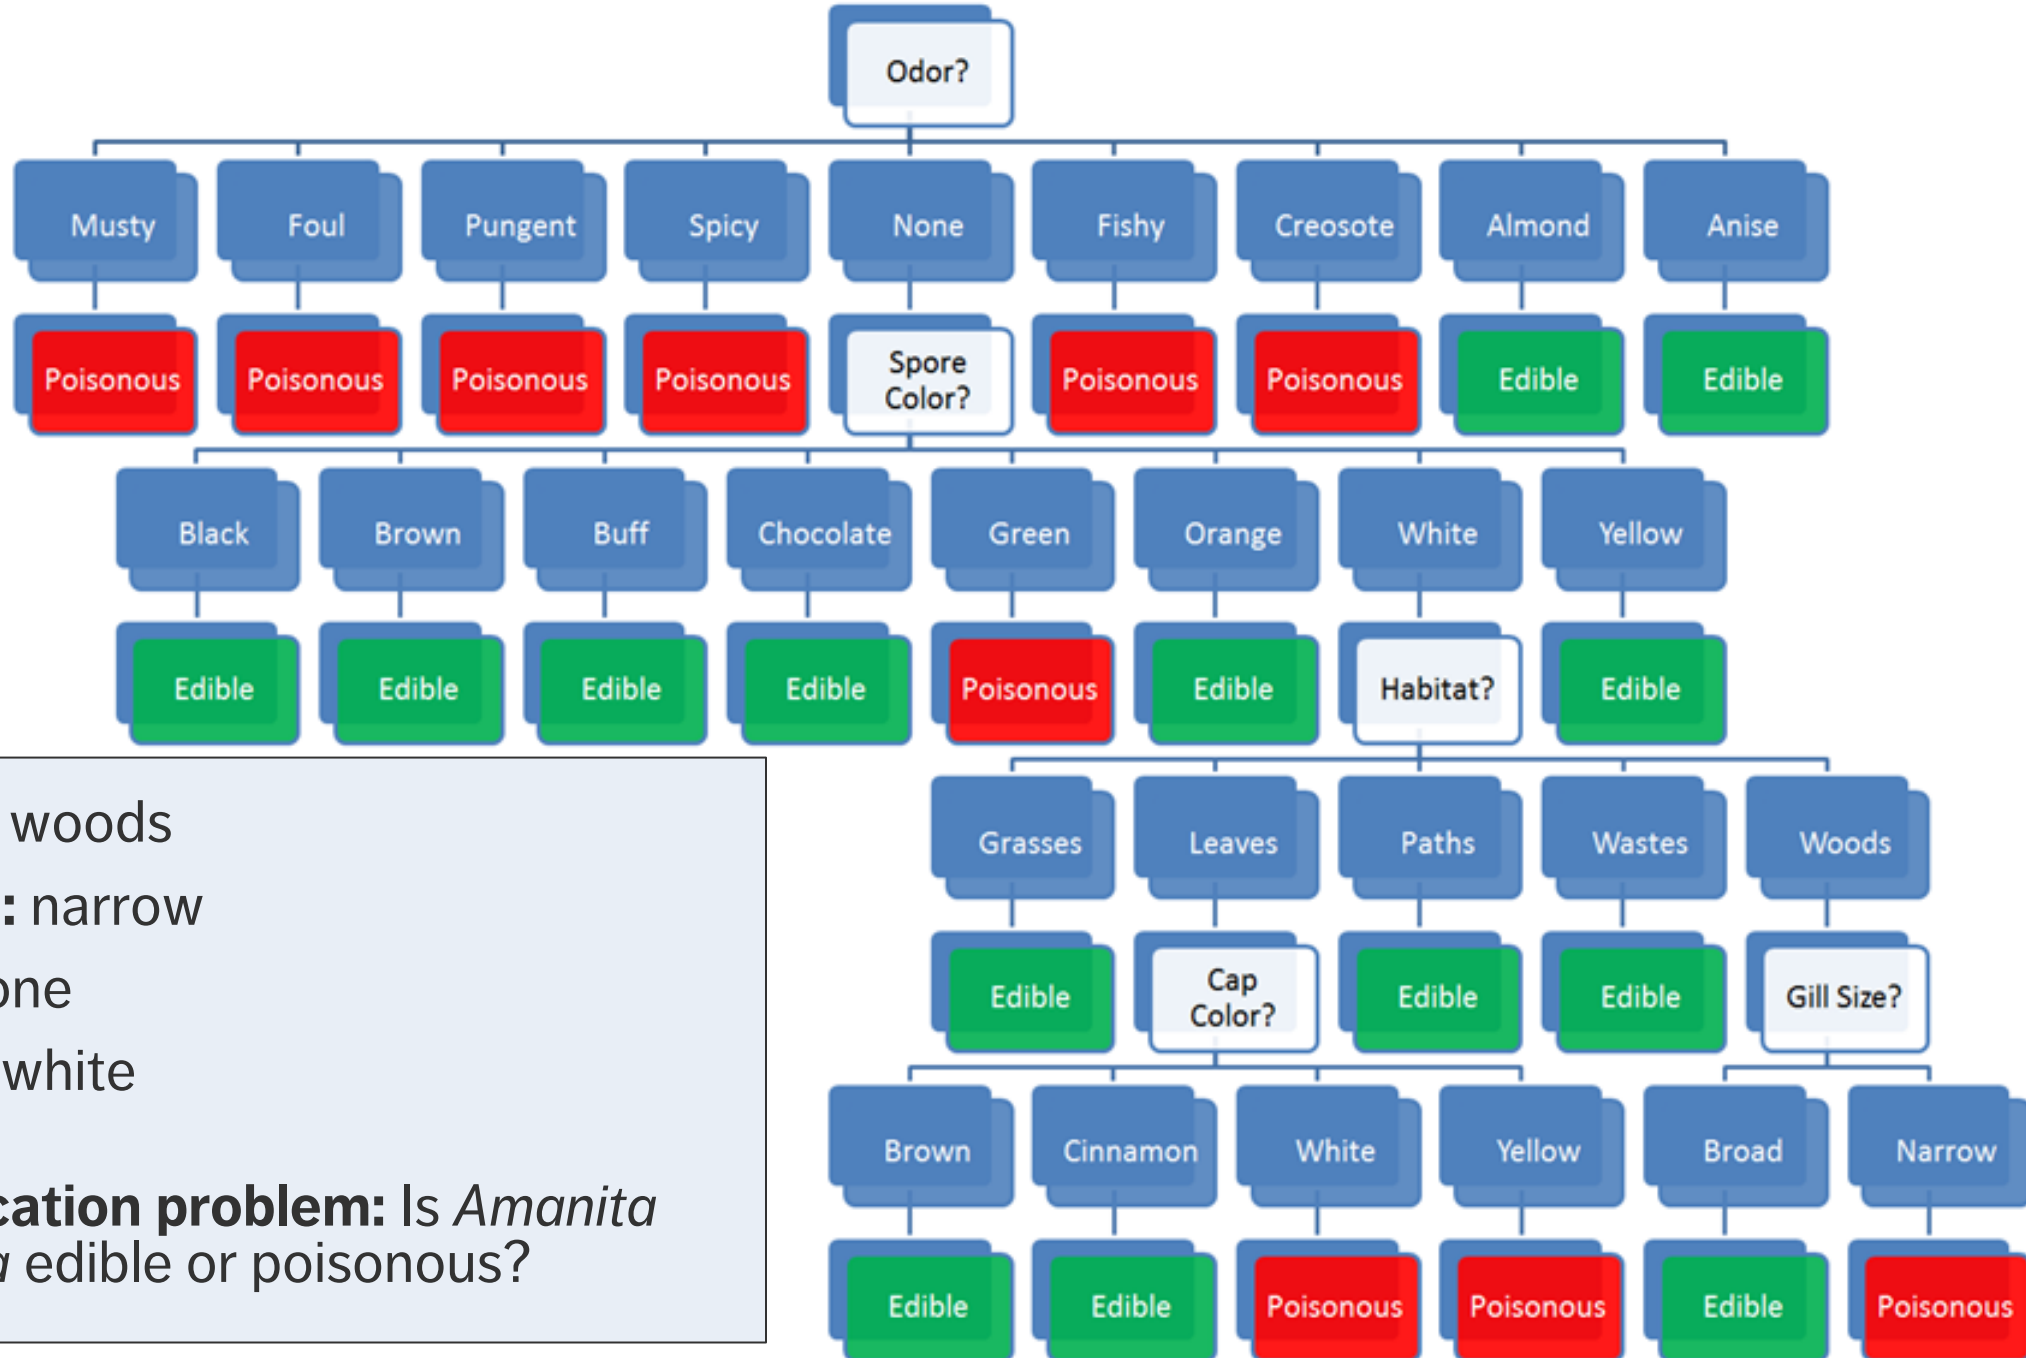 Odor?
Musty Foul Pungent Spicy None Fishy Creosote Almond Anise
Poisonous Poisonous Poisonous Poisonous Spore Color? Poisonous Poisonous Edible Edible
Black Brown Buff Chocolate Green Orange White Yellow
Edible Edible Edible Edible Poisonous Edible Habitat? Edible
Grasses Leaves Paths Wastes Woods
Edible Cap Color? Edible Edible Gill Size?
Brown Cinnamon White Yellow Broad Narrow
Edible Edible Poisonous Poisonous Edible Poisonous
woods
: narrow
one
white
cation problem: Is Amanita
a edible or poisonous?